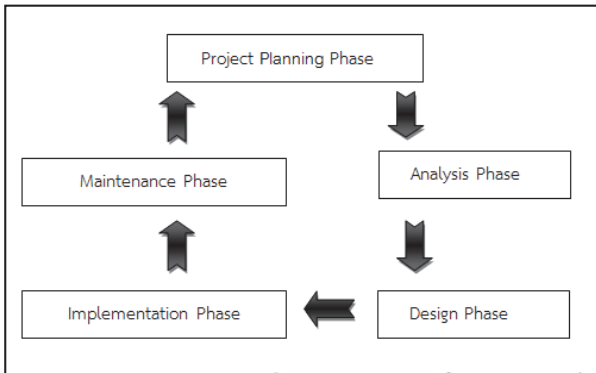 Project Planning Phase
Maintenance Phase
Analysis Phase
Implementation Phase
Design Phase